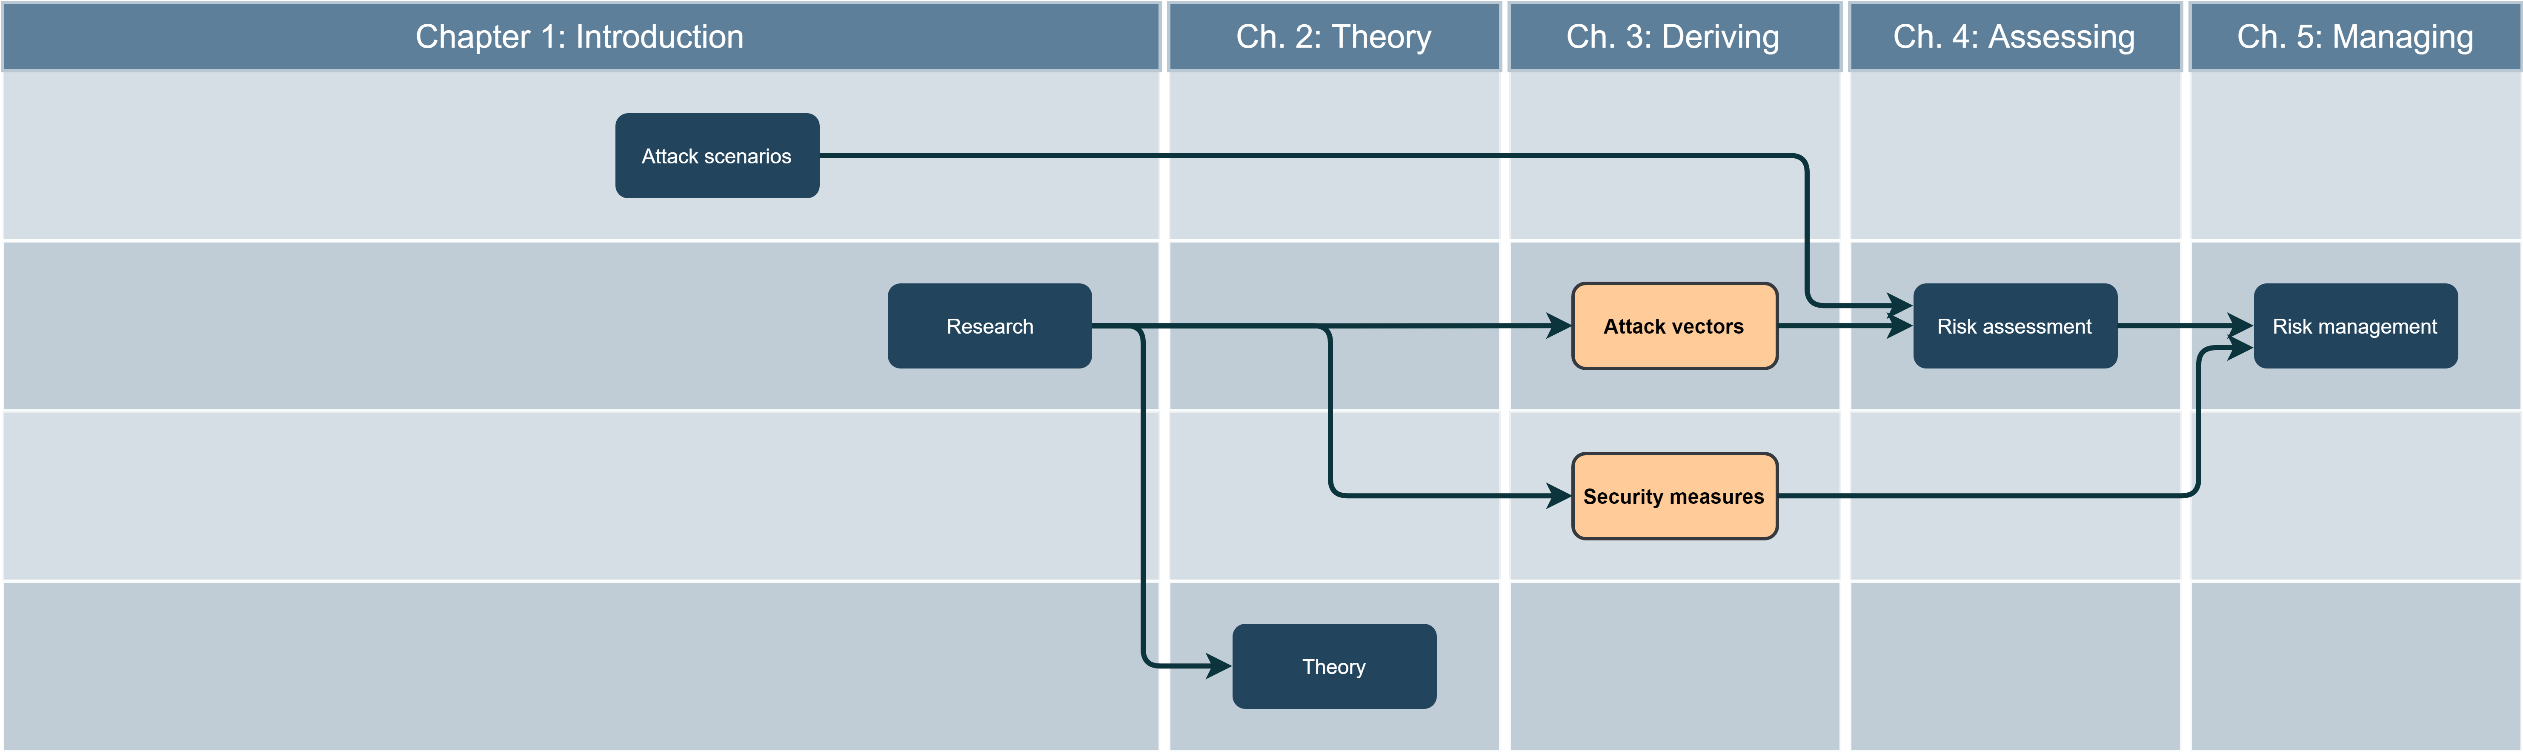 Chapter 1: Introduction
Ch. 2: Theory
Ch. 3: Deriving
Ch. 4: Assessing
Ch. 5: Managing
Attack scenarios
Research
Attack vectors
Risk assessment
Risk management
Security measures
Theory